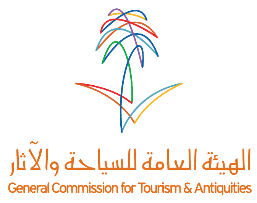 الهيئة العامة للسياحة والآثار
General Commission for Tourism & Antiquities